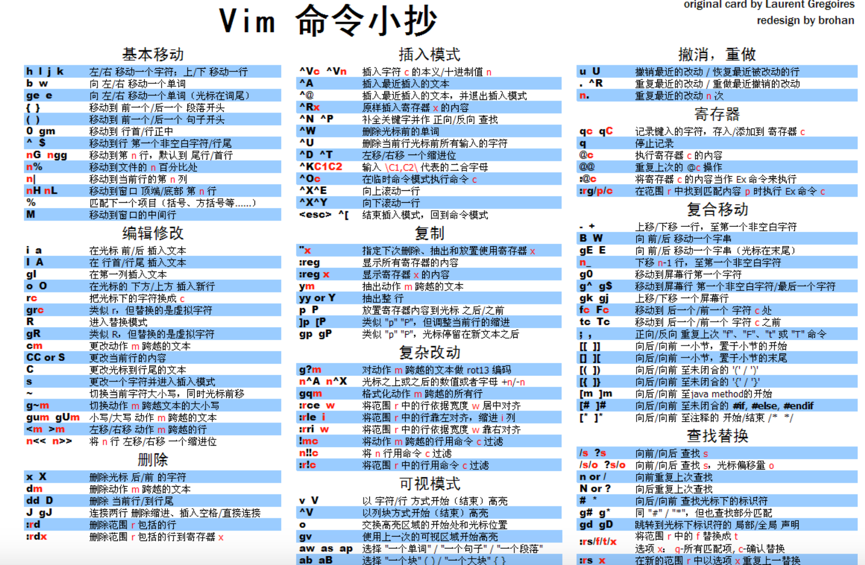 original card by Laurent Gregoires
redesign by brohan
Vim 命令小抄
基本移动
h l j k 左/右 移动一个字符; 上/下 移动一行
b w 向 左/右 移动一个单词
ge e 向 左/右 移动一个单词 (光标在词尾)
{ } 移动到 前一个/后一个 段落开头
( ) 移动到 前一个/后一个 句子开头
0 gm 移动到 行首/行正中
^ $ 移动到行 第一个非空白字符/行尾
nG ngg 移动到第 n 行，默认到 尾行/首行
n% 移动到文件的 n 百分比处
n| 移动到当前行的第 n 列
nH nL 移动到窗口 顶端/底部 第 n 行
% 匹配下一个项目 (括号、方括号等……)
M 移动到窗口的中间行
编辑修改
i a 在光标 前/后 插入文本
I A 在 行首/行尾 插入文本
gI 在第一列插入文本
o O 在光标的 下方/上方 插入新行
rc 把光标下的字符换成 c
grc 类似 r，但替换的是虚拟字符
R 进入替换模式
gR 类似 R，但替换的是虚拟字符
cm 更改动作 m 跨越的文本
CC or S 更改当前行的内容
C 更改光标到行尾的文本
s 更改一个字符并进入插入模式
~ 切换当前字符大小写，同时光标前移
g~m 切换动作 m 跨越文本的大小写
gum gUm 小写/大写 动作 m 跨越的文本
<m >m 左移/右移 动作 m 跨越的行
n<< n>> 将 n 行 左移/右移 一个缩进位
删除
x X 删除光标 后/前 的字符
dm 删除动作 m 跨越的文本
dd D 删除 当前行/到行尾
J gJ 连接两行 删除缩进、插入空格/直接连接
:rd 删除范围 r 包括的行
:rdx 删除范围 r 包括的行到寄存器 x
插入模式
^Vc ^Vn 插入字符 c 的本义/十进制值 n
^A 插入最近插入的文本
^@ 插入最近插入的文本，并退出插入模式
^Rx 原样插入寄存器 x 的内容
^N ^P 补全关键字并作 正向/反向 查找
^W 删除光标前的单词
^U 删除当前行光标前所有输入的字符
^D ^T 左移/右移 一个缩进位
^KC1C2 输入 \C1,C2\ 代表的二合字母
^Oc 在临时命令模式执行命令 c
^X^E 向上滚动一行
^X^Y 向下滚动一行
<esc> ^[ 结束插入模式，回到命令模式
复制
"x 指定下次删除、抽出和放置使用寄存器 x
:reg 显示所有寄存器的内容
:reg x 显示寄存器 x 的内容
ym 抽出动作 m 跨越的文本
yy or Y 抽出整 行
p P 放置寄存器内容到光标 之后/之前
]p [P 类似 "p" "P"，但调整当前行的缩进
gp gP 类似 "p" "P"，光标停留在新文本之后
复杂改动
g?m 对动作 m 跨越的文本做 rot13 编码
n^A n^X 光标之上或之后的数值或者字母 +n/-n
gqm 格式化动作 m 跨越的所有行
:rce w 将范围 r 中的行依据宽度 w 居中对齐
:rle i 将范围 r 中的行靠左对齐，缩进 i 列
:rri w 将范围 r 中的行依据宽度 w 靠右对齐
!mc 将动作 m 跨越的行用命令 c 过滤
n!!c 将 n 行用命令 c 过滤
:r!c 将范围 r 中的行用命令 c 过滤
可视模式
v V 以 字符/行 方式开始（结束）高亮
^V 以列块方式开始（结束）高亮
o 交换高亮区域的开始处和光标位置
gv 使用上一次的可视区域开始高亮
aw as ap 选择 "一个单词" / "一个句子" / "一个段落"
ab aB 选择 "一个块" ( ) / "一个大块" { }
撤消，重做
u U 撤销最近的改动 / 恢复最近被改动的行
. ^R 重复最近的改动 / 重做最近撤销的改动
n. 重复最近的改动 n 次
寄存器
qc qC 记录键入的字符，存入/添加到 寄存器 c
q 停止记录
@c 执行寄存器 c 的内容
@@ 重复上次的 @c 操作
:@c 将寄存器 c 的内容当作 Ex 命令来执行
:rg/p/c 在范围 r 中找到匹配内容 p 时执行 Ex 命令 c
复合移动
- + 上移/下移 一行，至第一个非空白字符
B W 向 前/后 移动一个字串
gE E 向 前/后 移动一个字串（光标在末尾）
n_ 下移 n-1 行，至第一个非空白字符
g0 移动到屏幕行第一个字符
g^ g$ 移动到屏幕行 第一个非空白字符/最后一个字符
gk gj 上移/下移 一个屏幕行
fc Fc 移动到 后一个/前一个 字符 c 处
tc Tc 移动到 后一个/前一个 字符 c 之前
; , 正向/反向 重复上次 "f"、"F"、"t" 或 "T" 命令
[[ ]] 向后/向前 一小节，置于小节的开始
[] ][ 向后/向前 一小节，置于小节的末尾
[( ]) 向后/向前 至未闭合的 '(' / ')'
[{ ]} 向后/向前 至未闭合的 '{' / '}'
[m ]m 向后/向前 至java method的开始
[# ]# 向后/向前 至未闭合的 #if, #else, #endif
[* ]* 向后/向前 至注释的 开始/结束 /* */
查找替换
/s ?s 向前/向后 查找 s
/s/o ?s/o 向前/向后 查找 s，光标偏移量 o
n or / 向前重复上次查找
N or ? 向后重复上次查找
# * 向后/向前 查找光标下的标识符
g# g* 同 "#" / "*"，但也查找部分匹配
gd gD 跳转到光标下标识符的 局部/全局 声明
:rs/f/t/x 将范围 r 中的 f 替换成 t
选项 x: g-所有匹配项, c-确认替换
:rs x 在新的范围 r 中以选项 x 重复上一替换